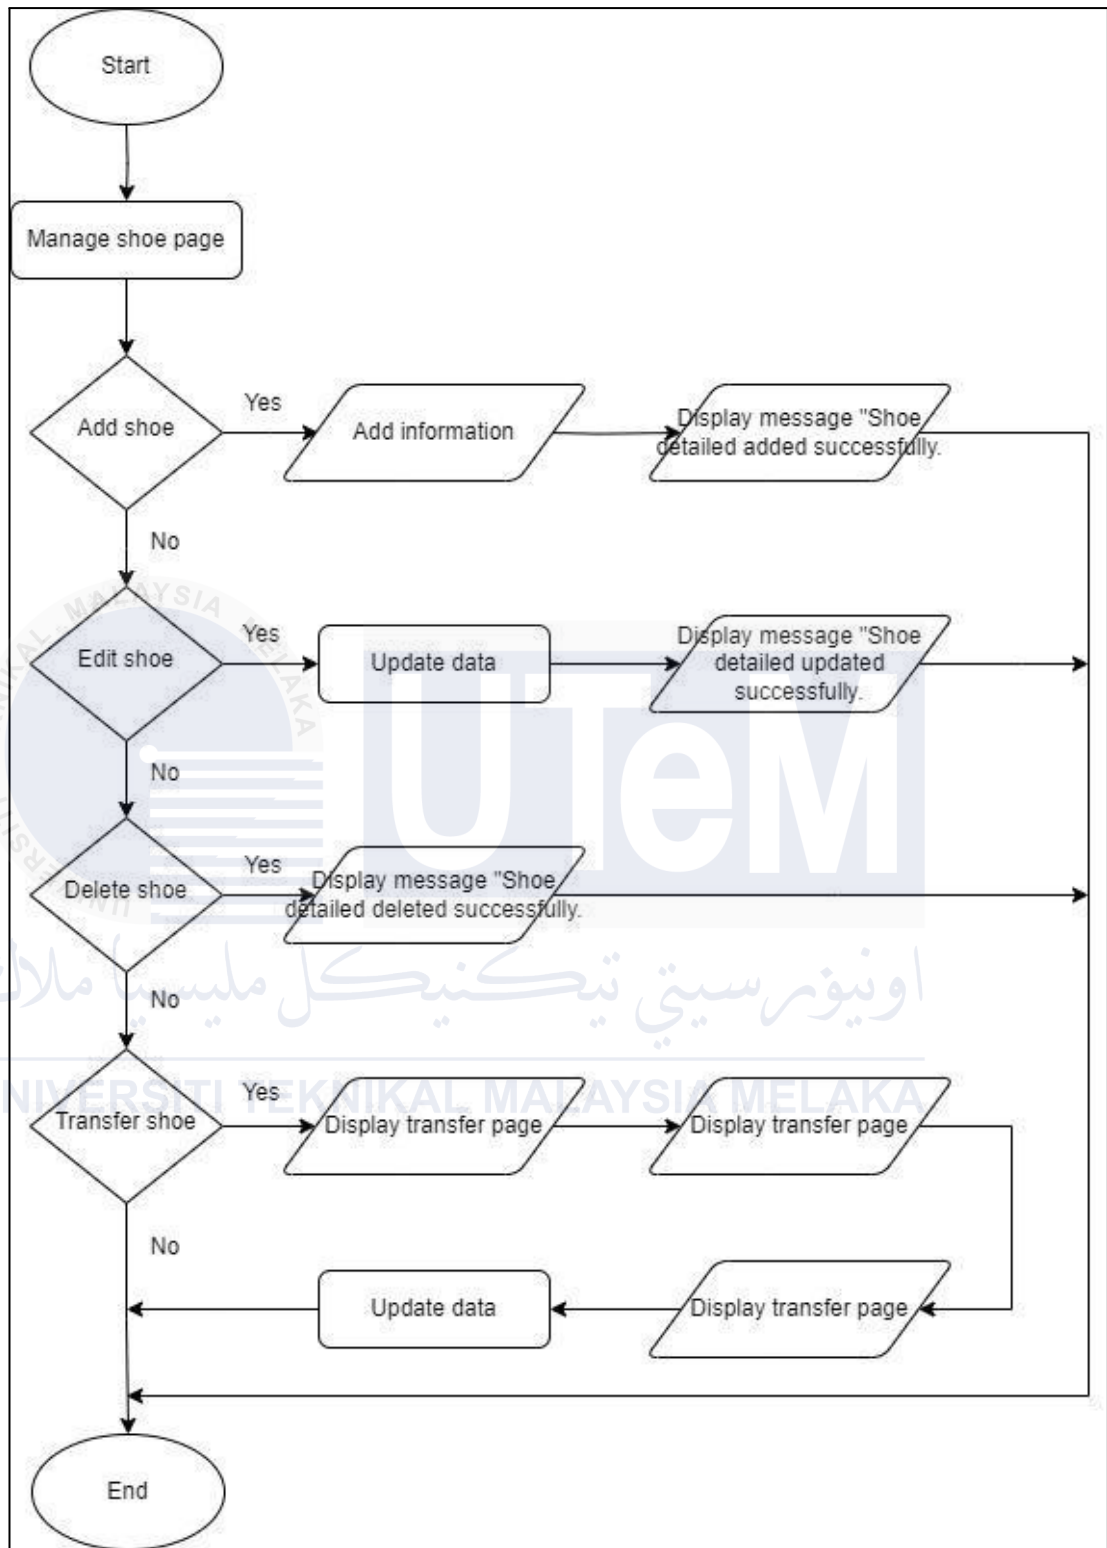 Start
Manage shoe page
Add shoe
Yes
Add information
Display message "Shoe
detailed added successfully.
No
Edit shoe
Yes
Update data
Display message "Shoe
detailed updated
successfully.
No
Delete shoe
Yes
Display message "Shoe
detailed deleted successfully.
No
Transfer shoe
Yes
Display transfer page
Display transfer page
No
Update data
Display transfer page
End
UTeM
اونيۏرسيتي تيكنيكل مليسيا
UNIVERSITI TEKNIKAL MALAYSIA MELAKA